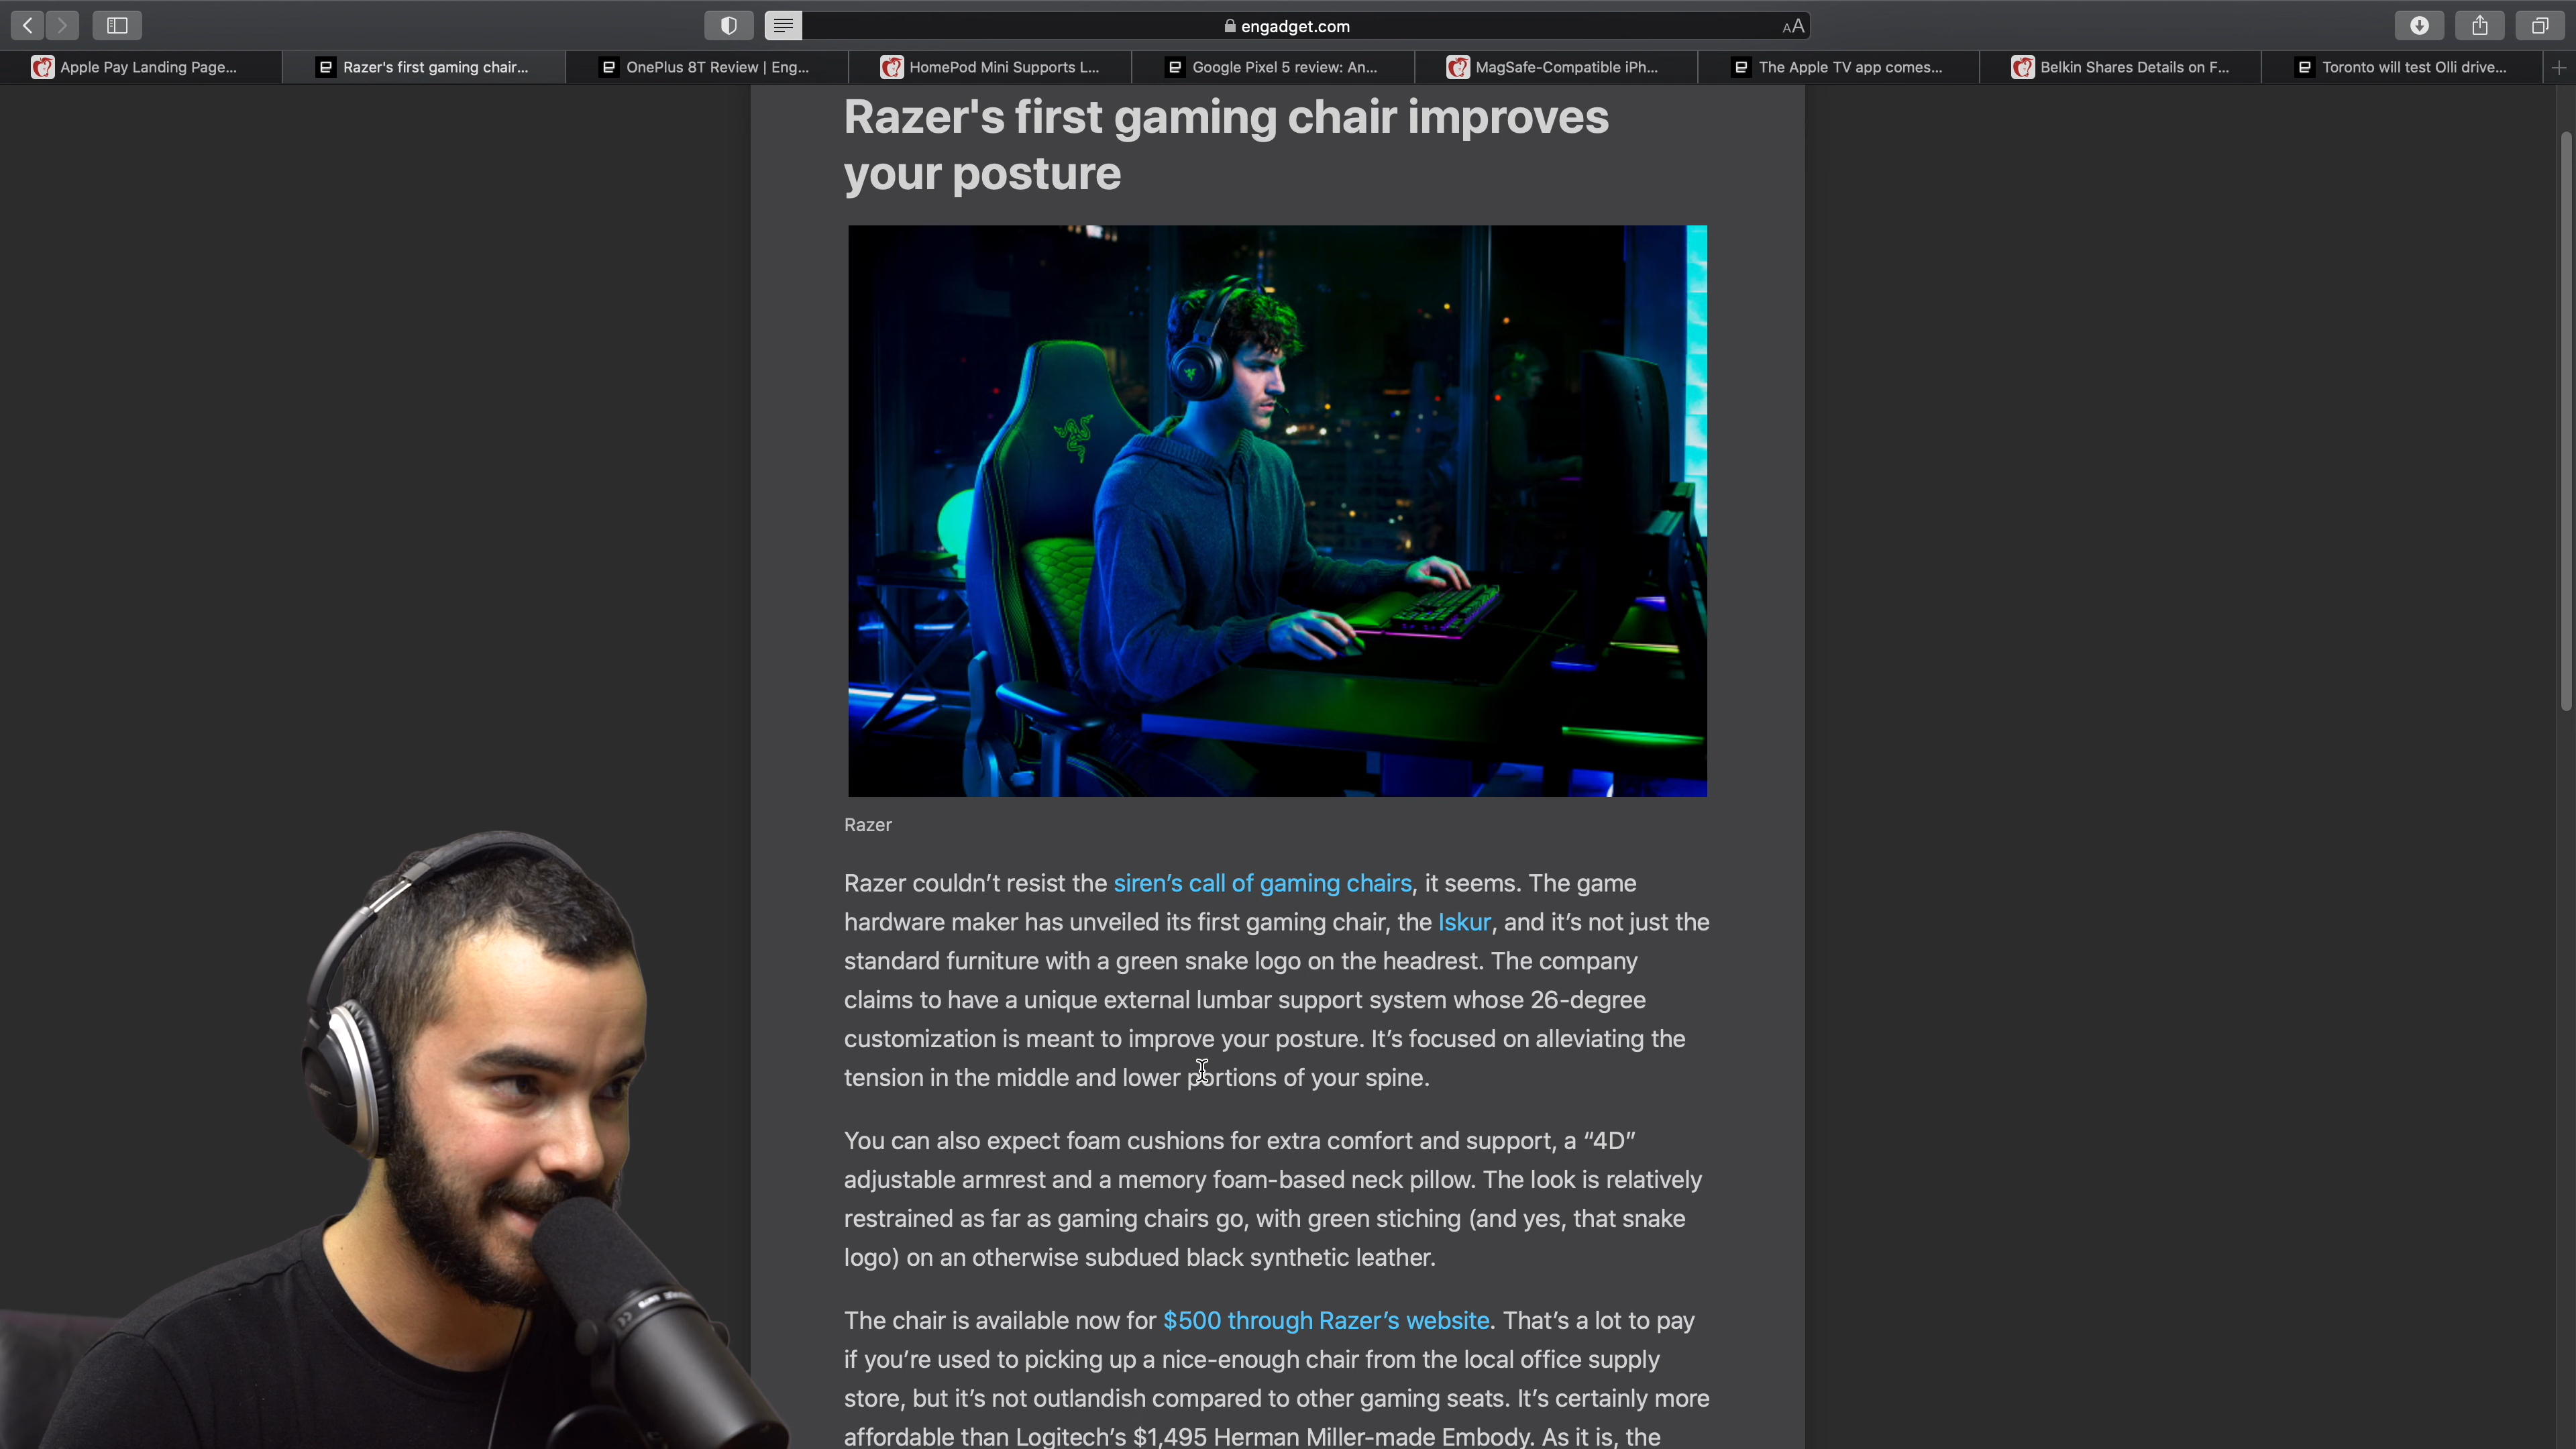 engadget.com
AA
Apple Pay Landing Page...
Razer's first gaming chair...
OnePlus 8T Review | Eng...
HomePod Mini Supports L...
Google Pixel 5 review: An...
MagSafe-Compatible iPh...
The Apple TV app comes...
Belkin Shares Details on F...
Toronto will test Olli drive...
Razer's first gaming chair improves
your posture
Razer
Razer couldn’t resist the siren’s call of gaming chairs, it seems. The game
hardware maker has unveiled its first gaming chair, the Iskur, and it’s not just the
standard furniture with a green snake logo on the headrest. The company
claims to have a unique external lumbar support system whose 26-degree
customization is meant to improve your posture. It’s focused on alleviating the
tension in the middle and lower portions of your spine.
You can also expect foam cushions for extra comfort and support, a “4D”
adjustable armrest and a memory foam-based neck pillow. The look is relatively
restrained as far as gaming chairs go, with green stiching (and yes, that snake
logo) on an otherwise subdued black synthetic leather.
The chair is available now for $500 through Razer’s website. That’s a lot to pay
if you’re used to picking up a nice-enough chair from the local office supply
store, but it’s not outlandish compared to other gaming seats. It’s certainly more
affordable than Logitech’s $1,495 Herman Miller-made Embody. As it is, the